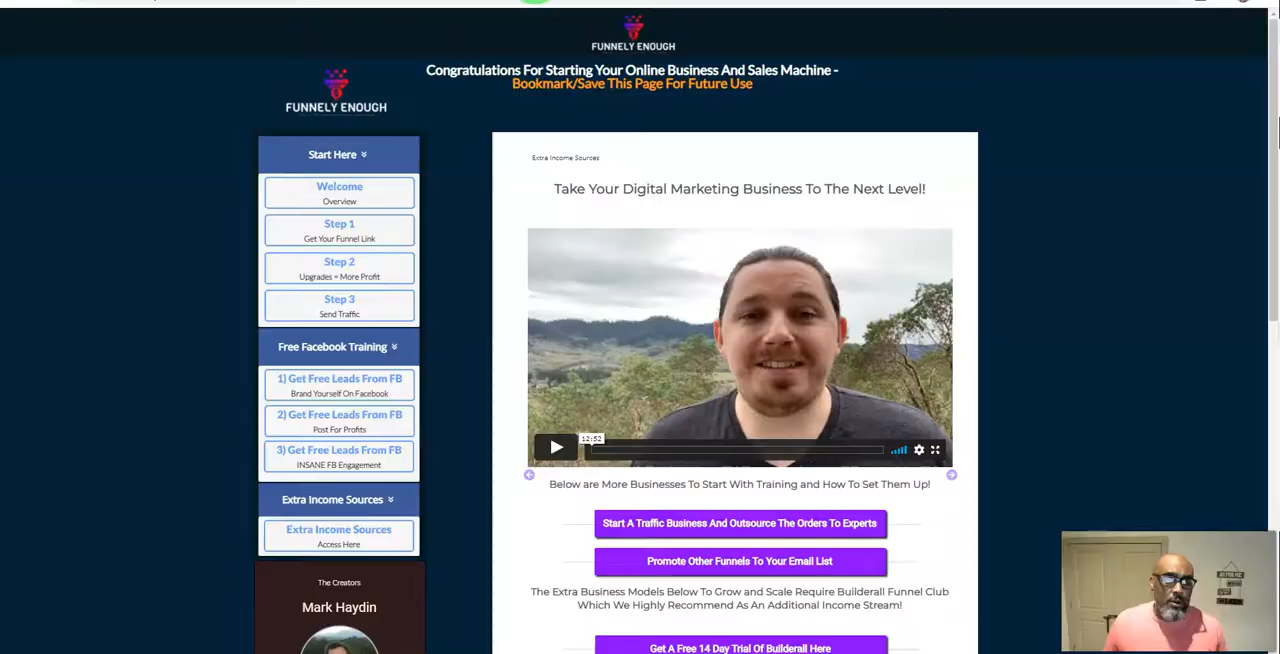 FUNNELY ENOUGH
Congratulations For Starting Your Online Business And Sales Machine -
Bookmark/Save This Page For Future Use
FUNNELY ENOUGH
Start Here
Welcome
Overview
Step 1
Get Your Funnel Link
Step 2
Upgrades = More Profit
Step 3
Send Traffic
Free Facebook Training
1) Get Free Leads From FB
Brand Yourself On Facebook
2) Get Free Leads From FB
Post For Profits
3) Get Free Leads From FB
INSANE FB Engagement
Extra Income Sources
Extra Income Sources
Access Here
The Creators
Mark Haydin
Extra Income Sources
Take Your Digital Marketing Business To The Next Level!
12:52
Below are More Businesses To Start With Training and How To Set Them Up!
Start A Traffic Business And Outsource The Orders To Experts
Promote Other Funnels To Your Email List
The Extra Business Models Below To Grow and Scale Require Builderall Funnel Club
Which We Highly Recommend As An Additional Income Stream!
Get A Free 14 Day Trial Of Builderall Here